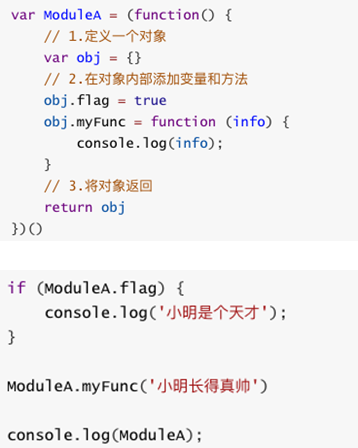 var ModuleA = (function() {
    // 1.定义一个对象
    var obj = {}
    // 2.在对象内部添加变量和方法
    obj.flag = true
    obj.myFunc = function (info) {
        console.log(info);
    }
    // 3.将对象返回
    return obj
})()
if (ModuleA.flag) {
    console.log('小明是个天才');
}
ModuleA.myFunc('小明长得真帅')
console.log(ModuleA);